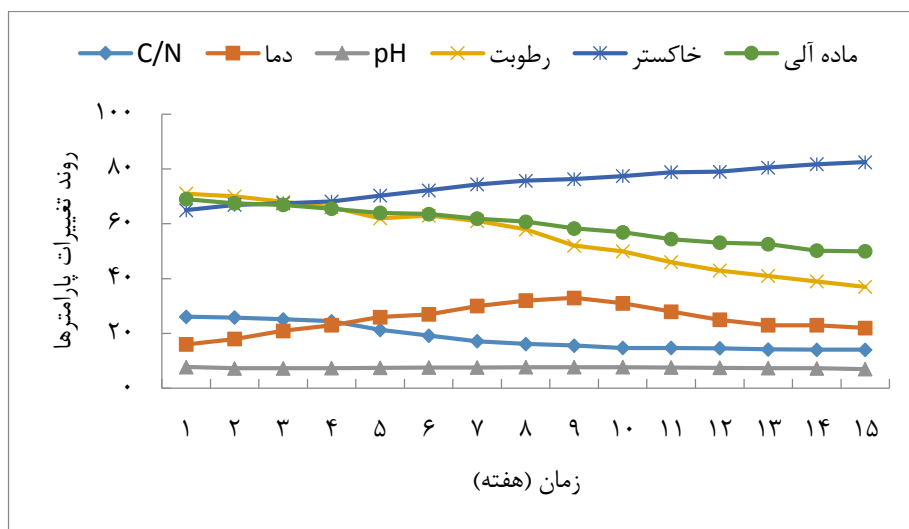 C/N دما pH رطوبت خاکستر ماده آلی
روند تغییرات پارامترها
۱۰۰
۸۰
۶۰
۴۰
۲۰
۰
۱ ۲ ۳ ۴ ۵ ۶ ۷ ۸ ۹ ۱۰ ۱۱ ۱۲ ۱۳ ۱۴ ۱۵
زمان (هفته)